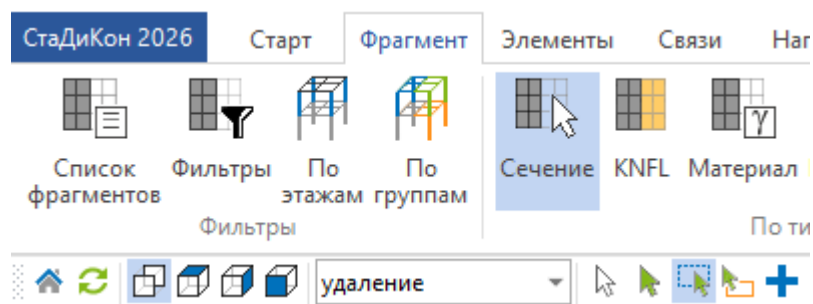 СтаДиКон 2026 Старт Фрагмент Элементы Связи
Список фрагментов Фильтры По этажам По группам Сечение KNFL Материал
Фильтры
удаление